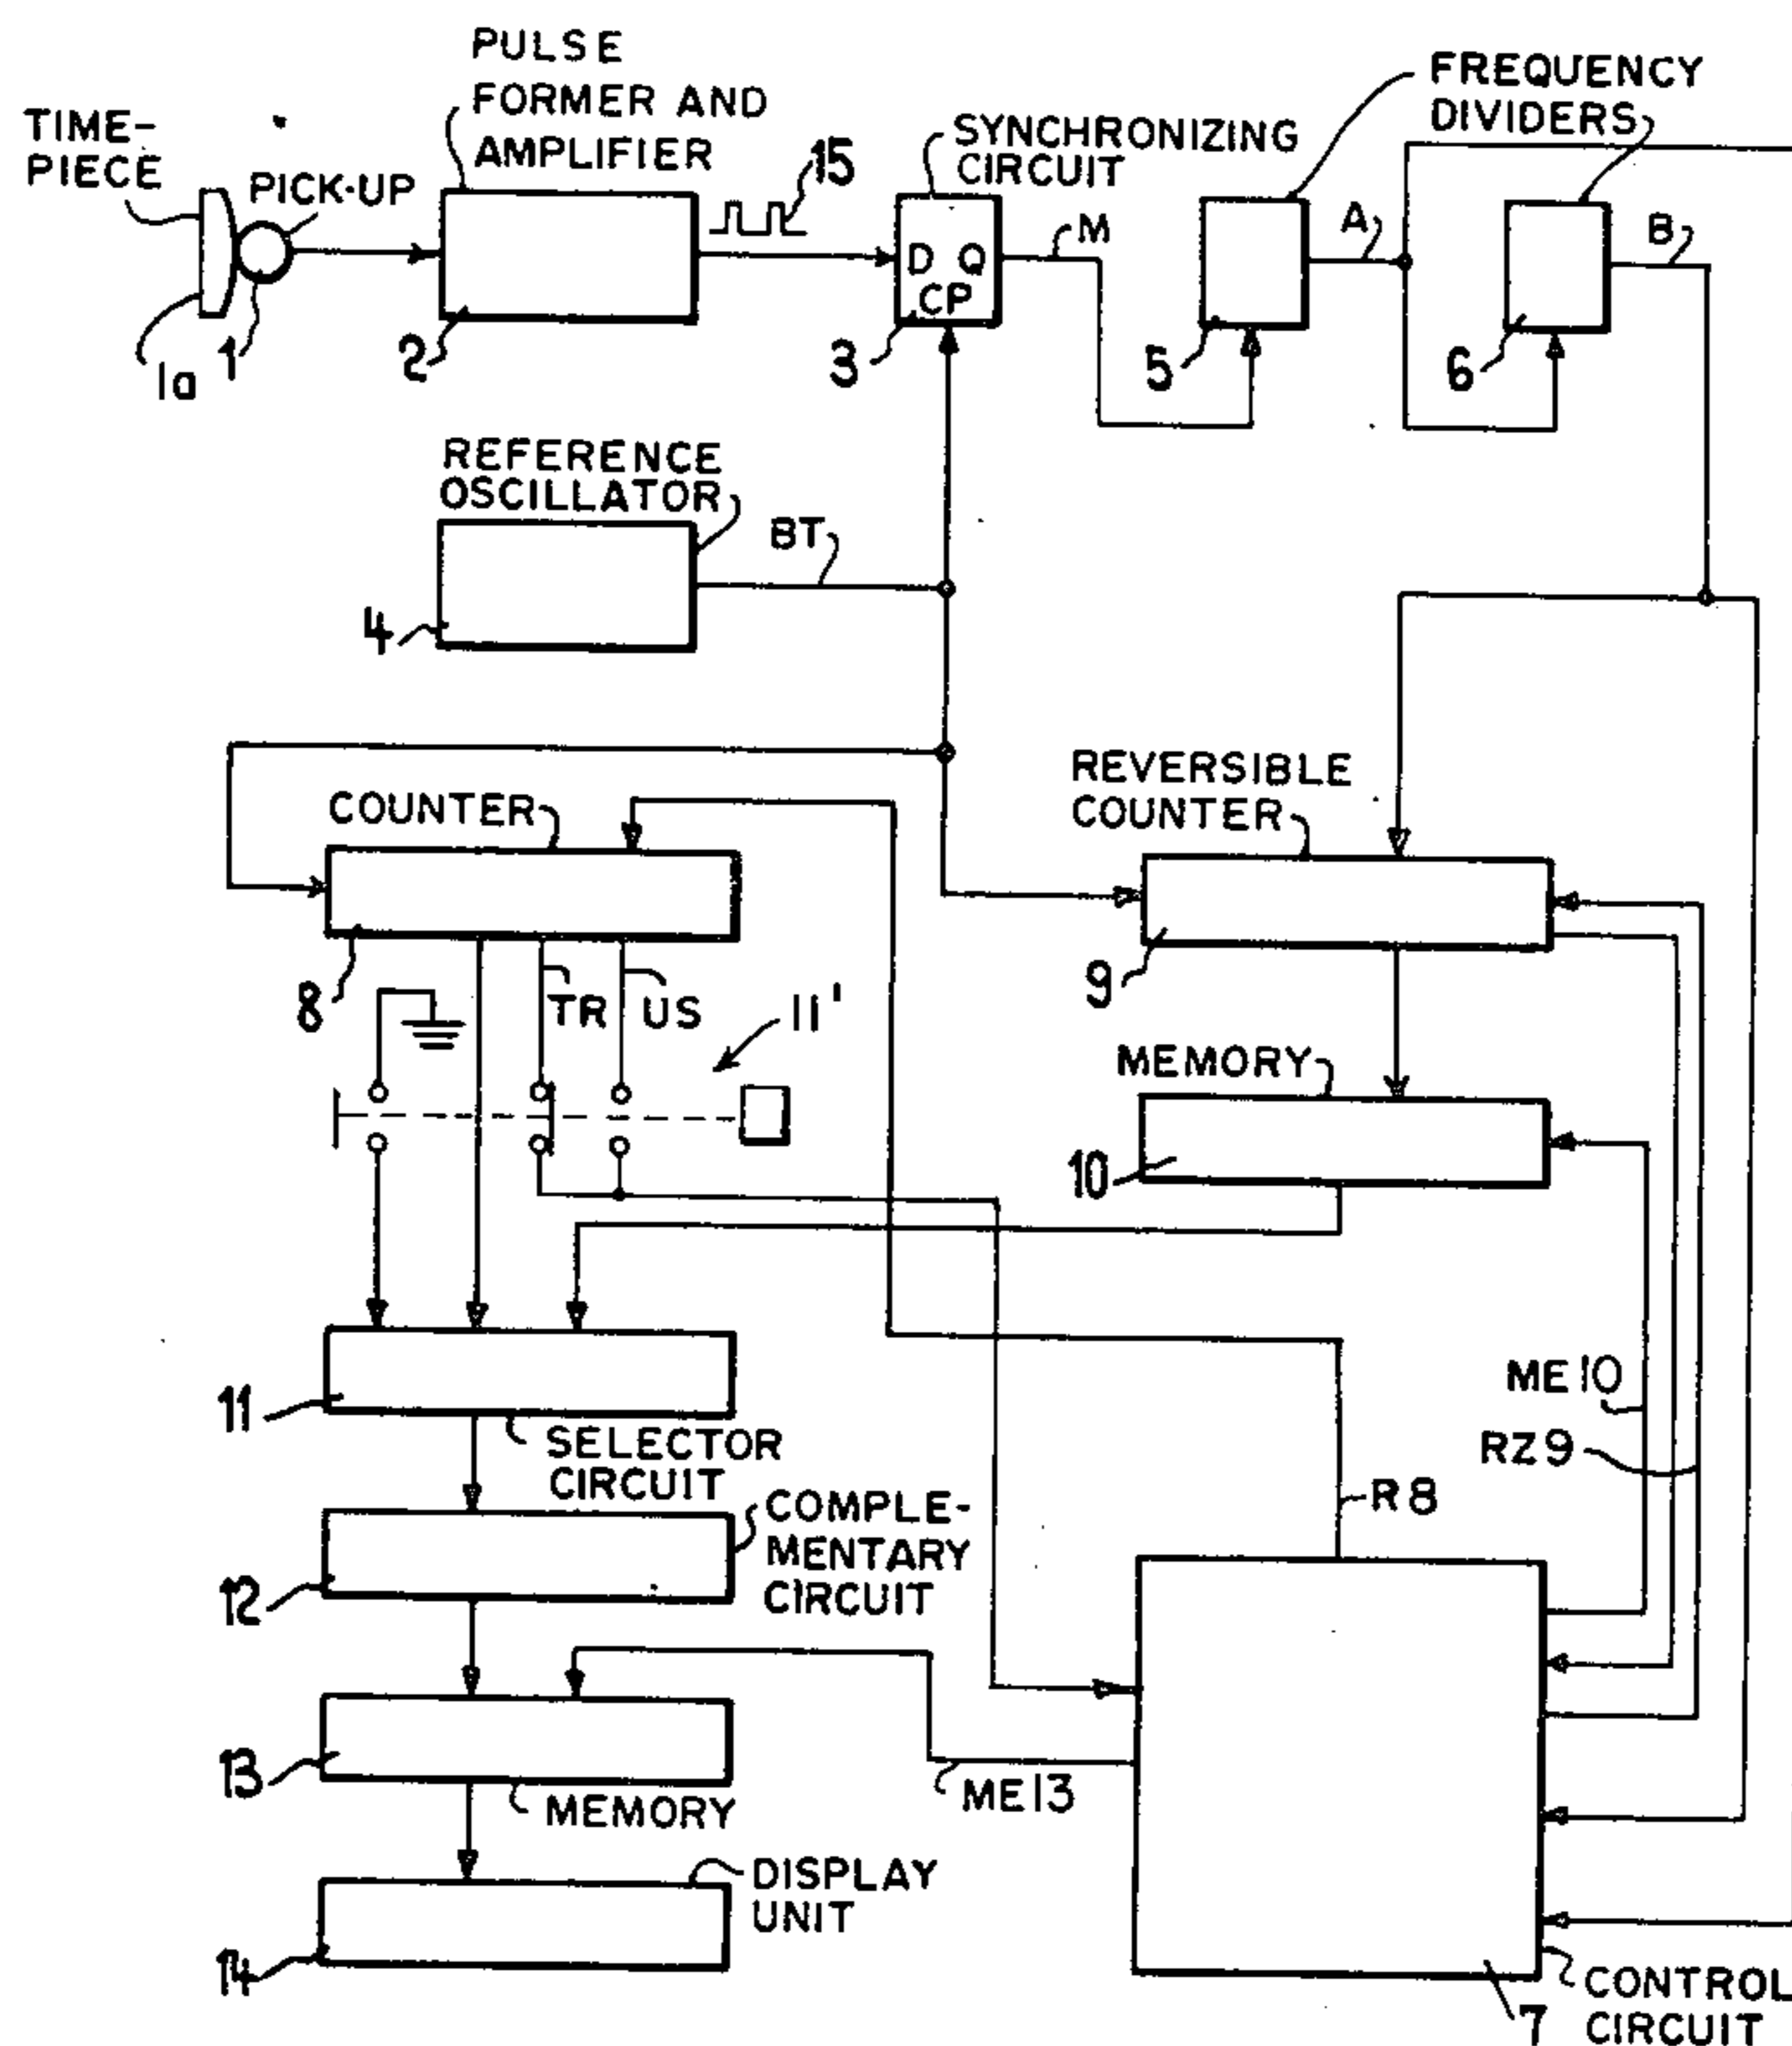 PULSE
FORMER AND
AMPLIFIER
TIME-
PIECE
PICK-UP
15
SYNCHRONIZING
CIRCUIT
FREQUENCY
DIVIDERS
M
A
B
D Q
CP
1a
1
2
3
5
6
REFERENCE
OSCILLATOR
BT
4
COUNTER
REVERSIBLE
COUNTER
8
TR
US
11'
9
MEMORY
10
11
SELECTOR
CIRCUIT
ME10
RZ9
R8
COMPLE-
MENTARY
CIRCUIT
12
13
MEMORY
ME13
DISPLAY
UNIT
14
CONTROL
CIRCUIT
7